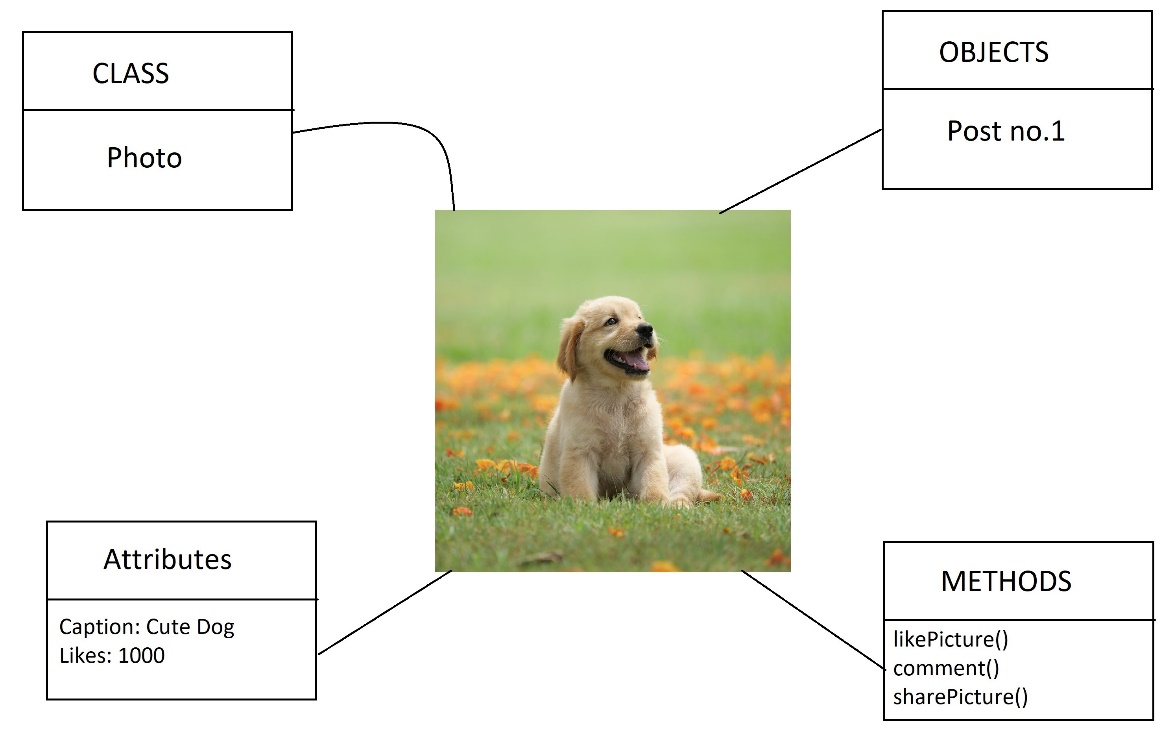 CLASS
Photo
OBJECTS
Post no.1
Attributes
Caption: Cute Dog
Likes: 1000
METHODS
likePicture()
comment()
sharePicture()